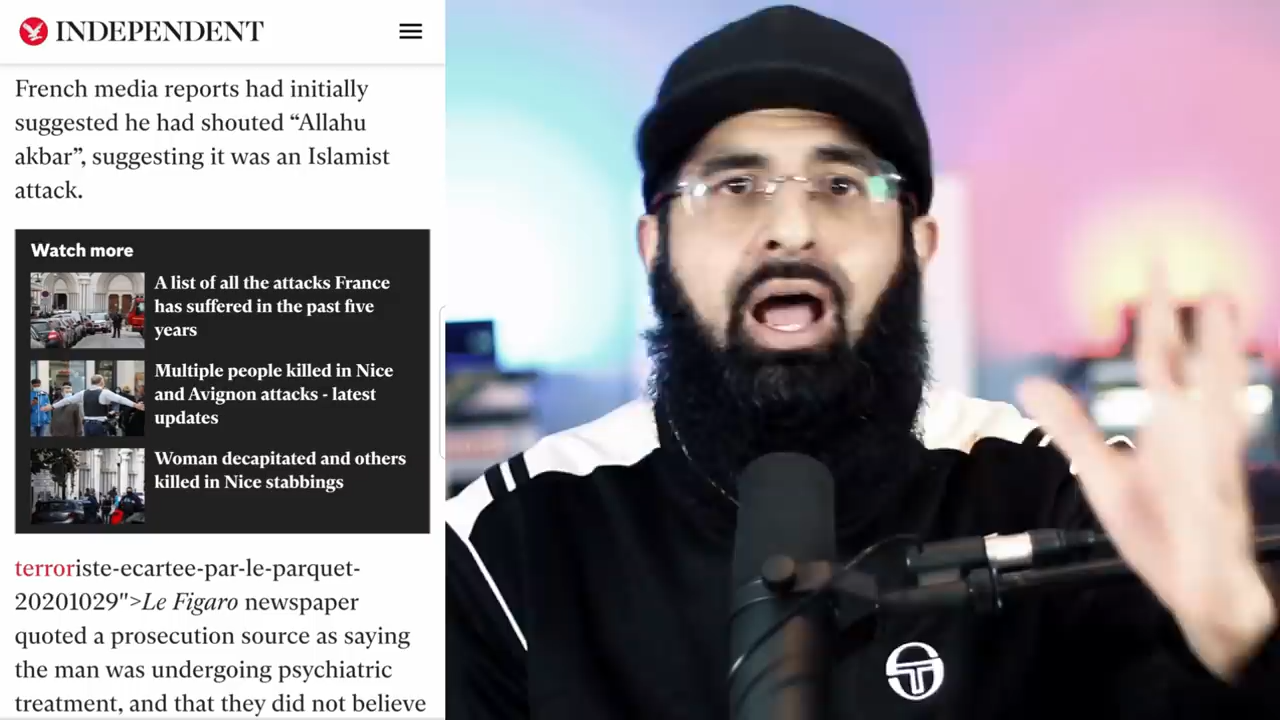 INDEPENDENT
French media reports had initially
suggested he had shouted “Allahu
akbar”, suggesting it was an Islamist
attack.
Watch more
A list of all the attacks France
has suffered in the past five
years
Multiple people killed in Nice
and Avignon attacks - latest
updates
Woman decapitated and others
killed in Nice stabbings
terroriste-ecartee-par-le-parquet-
20201029">Le Figaro newspaper
quoted a prosecution source as saying
the man was undergoing psychiatric
treatment, and that they did not believe